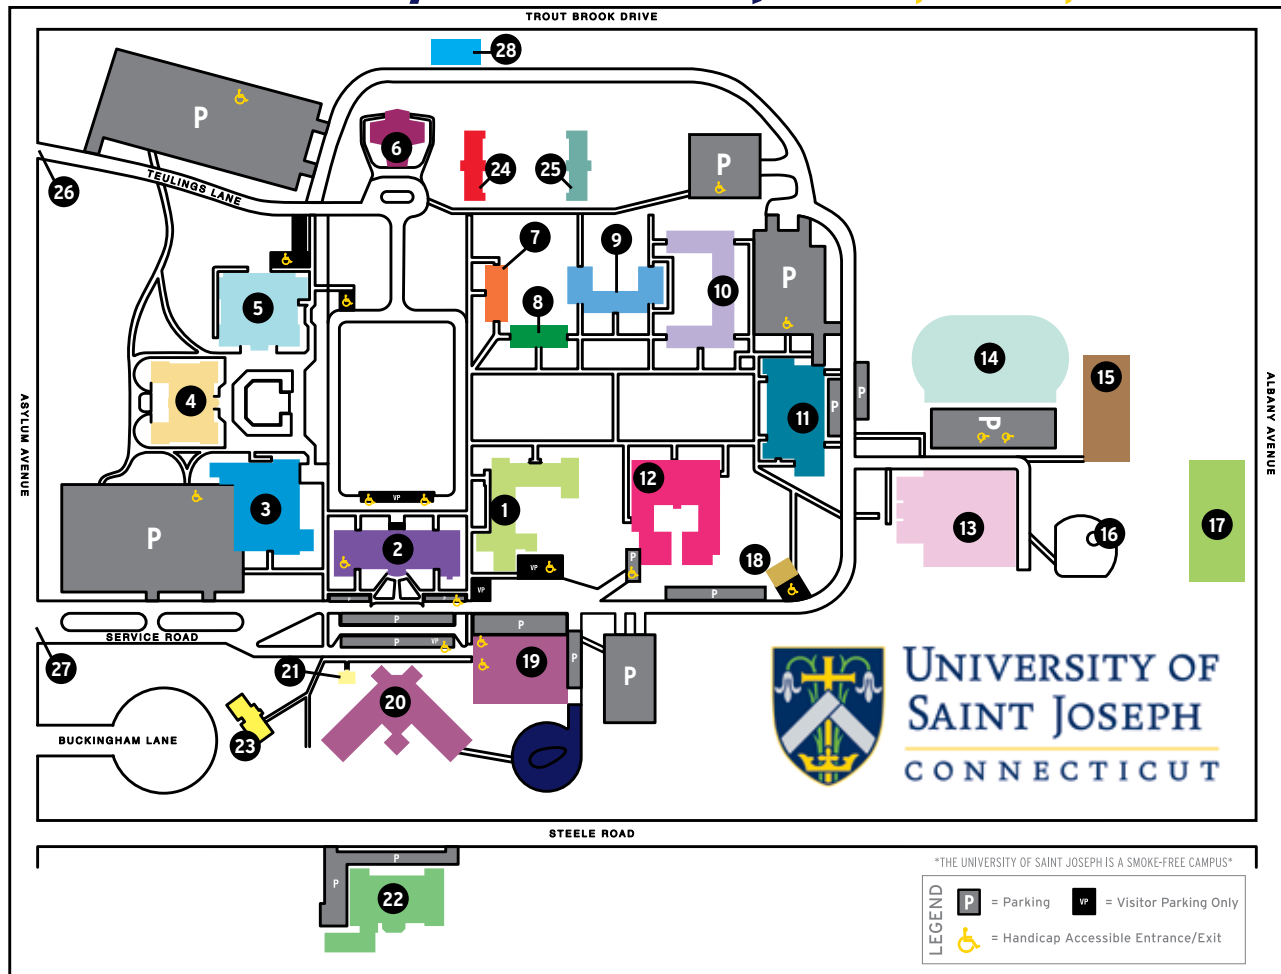 TROUT BROOK DRIVE
28
P
6
24
25
P
26
TEULINGS LANE
7
9
8
10
P
5
14
15
4
11
P
P
P
ASYLUM AVENUE
ALBANY AVENUE
12
3
VP
1
P
2
13
16
17
P
VP
18
VP
P
P
P
SERVICE ROAD
P
VP
27
21
19
P
P
20
23
BUCKINGHAM LANE
UNIVERSITY OF
SAINT JOSEPH
CONNECTICUT
STEELE ROAD
P
P
22
*THE UNIVERSITY OF SAINT JOSEPH IS A SMOKE-FREE CAMPUS*
LEGEND
P = Parking
VP = Visitor Parking Only
= Handicap Accessible Entrance/Exit